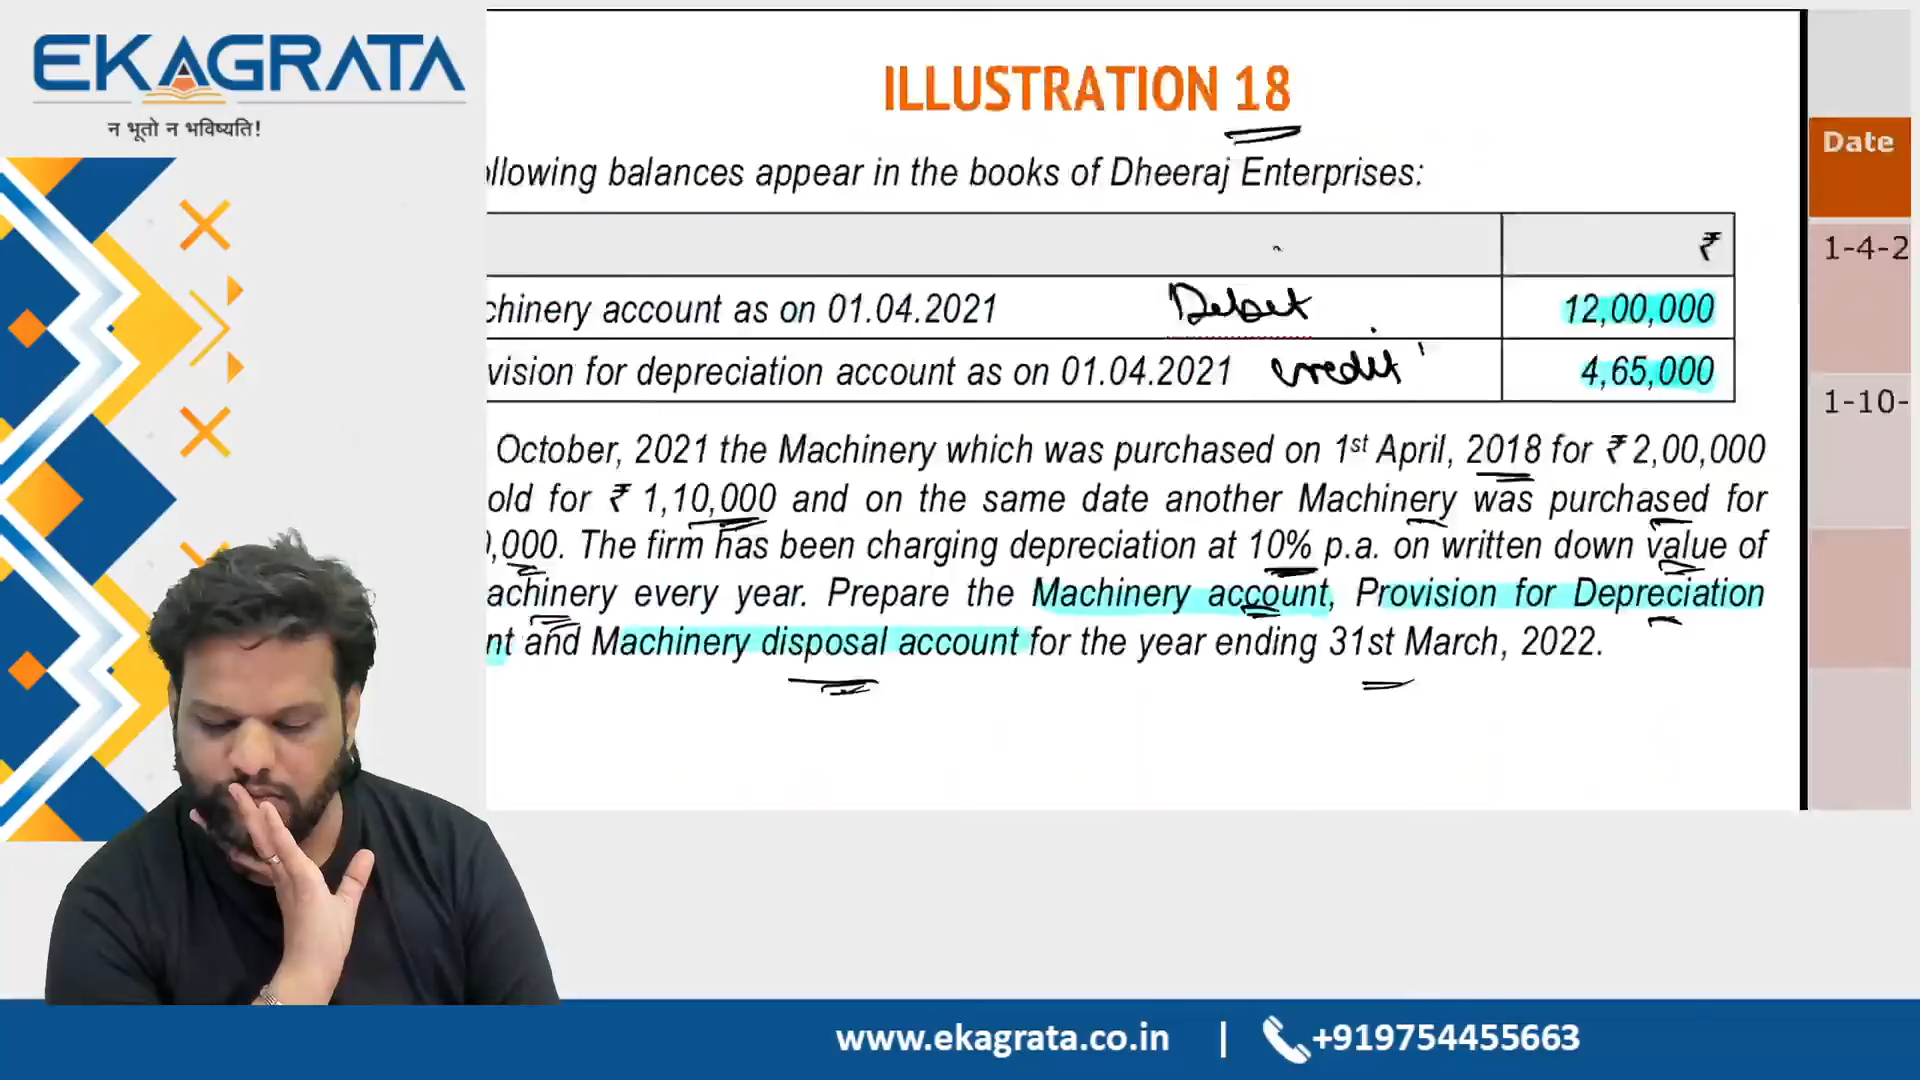 EKAGRATA
न भूतो न भविष्यति!
ILLUSTRATION 18
ollowing balances appear in the books of Dheeraj Enterprises:
₹
chinery account as on 01.04.2021 Debit 12,00,000
vision for depreciation account as on 01.04.2021 credit 4,65,000
October, 2021 the Machinery which was purchased on 1st April, 2018 for ₹ 2,00,000
old for ₹ 1,10,000 and on the same date another Machinery was purchased for
0,000. The firm has been charging depreciation at 10% p.a. on written down value of
achinery every year. Prepare the Machinery account, Provision for Depreciation
nt and Machinery disposal account for the year ending 31st March, 2022.
Date
1-4-2
1-10-
www.ekagrata.co.in | +919754455663